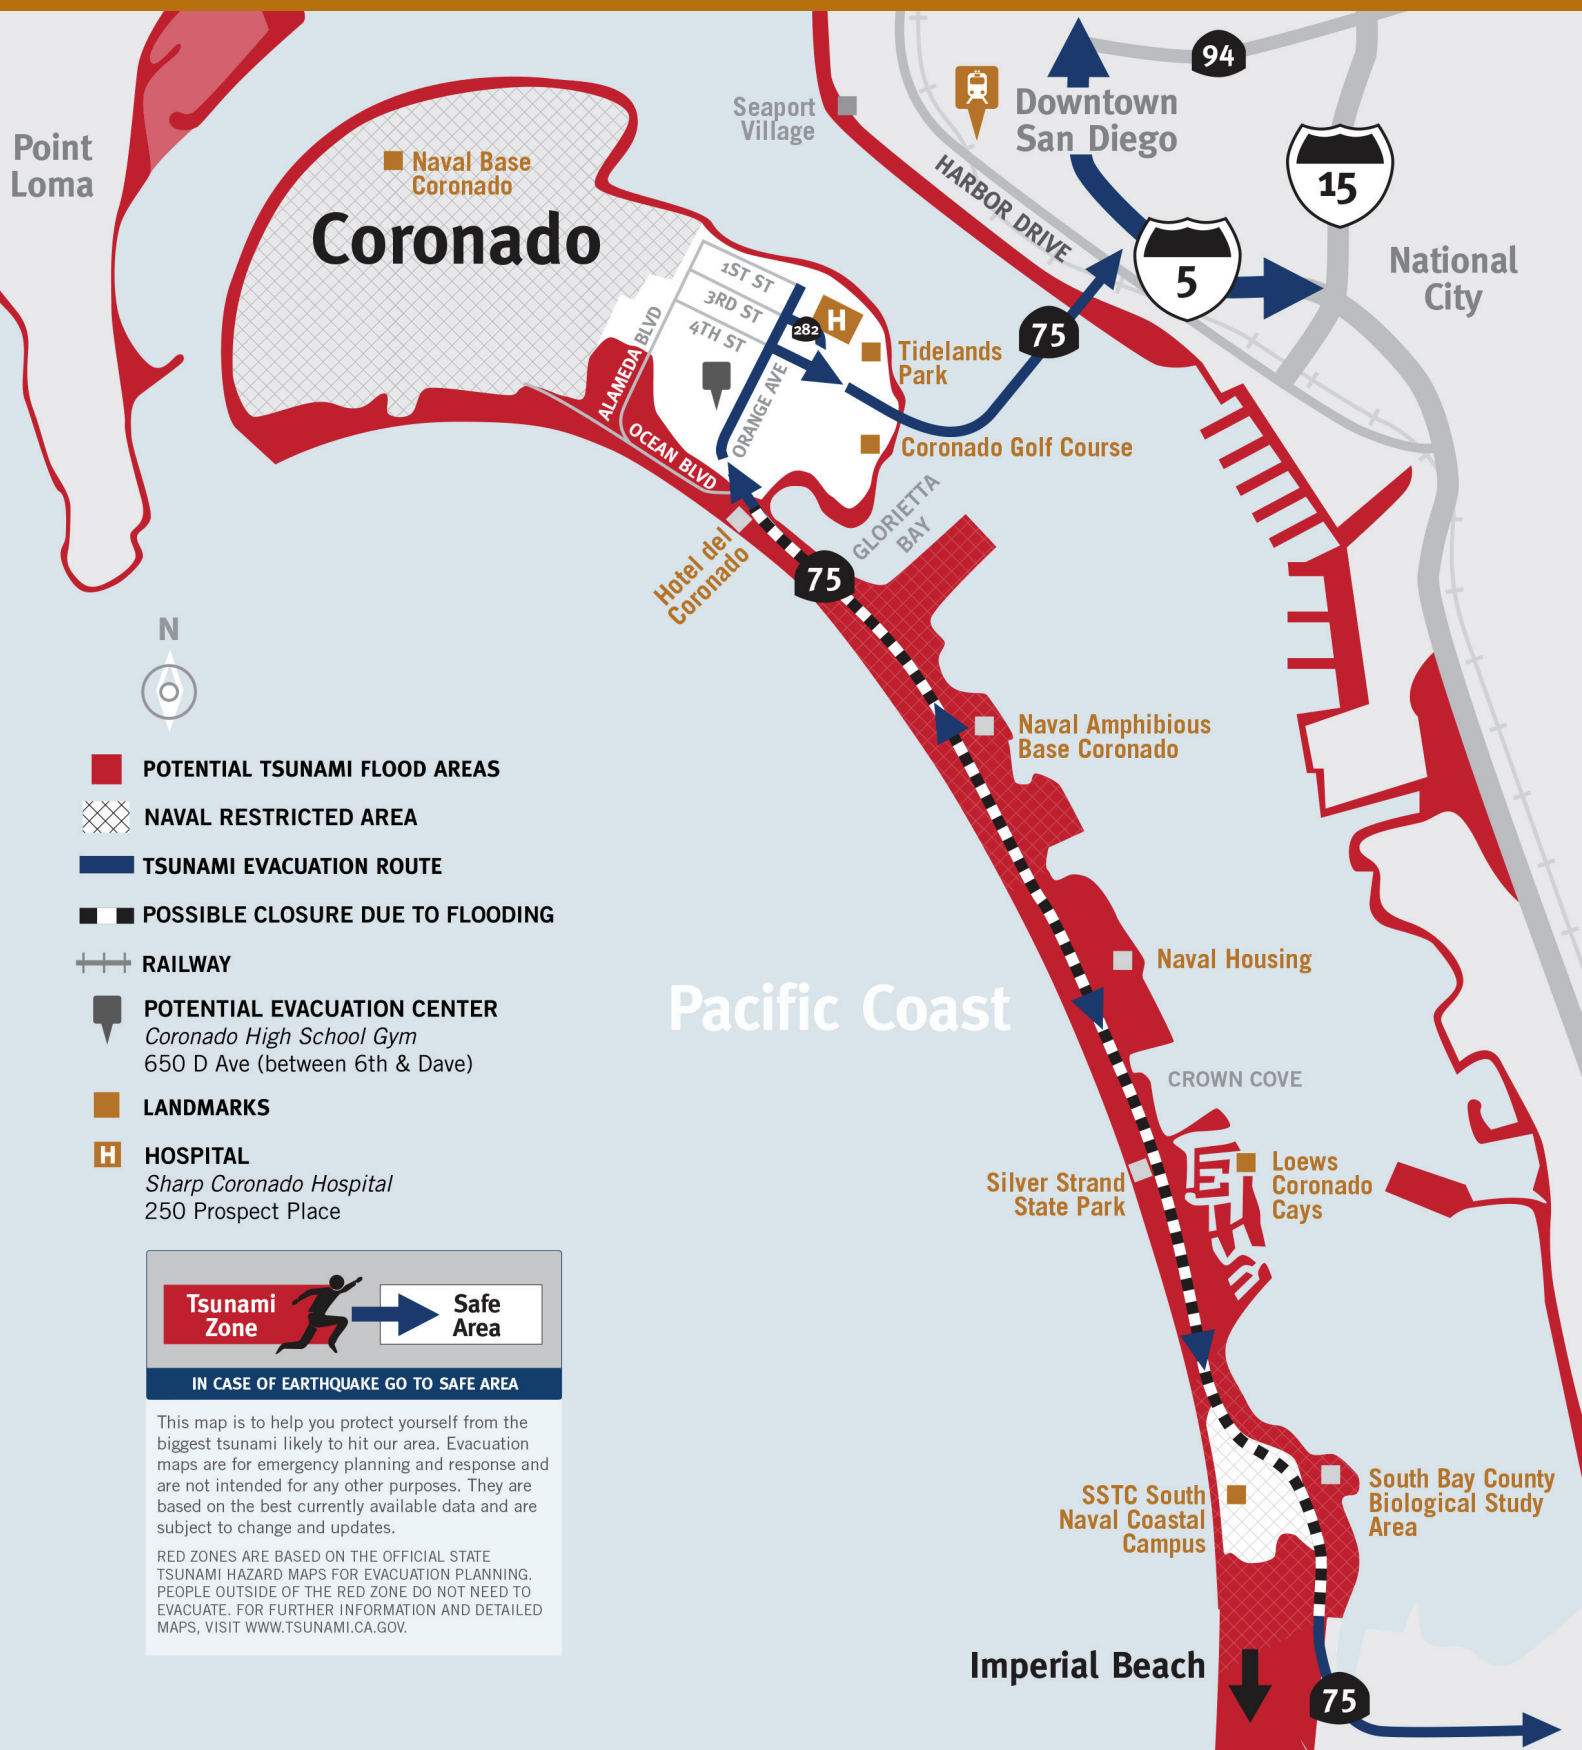 94
Downtown
San Diego
Seaport
Village
15
Point
Loma
Naval Base
Coronado
HARBOR DRIVE
Coronado
National
City
5
1ST ST
3RD ST
4TH ST
282
H
75
ALAMEDA BLVD
ORANGE AVE
OCEAN BLVD
Tidelands
Park
Coronado Golf Course
GLORIETTA
BAY
Hotel del
Coronado
75
N
Naval Amphibious
Base Coronado
POTENTIAL TSUNAMI FLOOD AREAS
NAVAL RESTRICTED AREA
TSUNAMI EVACUATION ROUTE
POSSIBLE CLOSURE DUE TO FLOODING
RAILWAY
POTENTIAL EVACUATION CENTER
Coronado High School Gym
650 D Ave (between 6th & Dave)
LANDMARKS
H
HOSPITAL
Sharp Coronado Hospital
250 Prospect Place
Naval Housing
Pacific Coast
CROWN COVE
Silver Strand
State Park
Loews
Coronado
Cays
Tsunami
Zone
Safe
Area
IN CASE OF EARTHQUAKE GO TO SAFE AREA
This map is to help you protect yourself from the
biggest tsunami likely to hit our area. Evacuation
maps are for emergency planning and response and
are not intended for any other purposes. They are
based on the best currently available data and are
subject to change and updates.
RED ZONES ARE BASED ON THE OFFICIAL STATE
TSUNAMI HAZARD MAPS FOR EVACUATION PLANNING.
PEOPLE OUTSIDE OF THE RED ZONE DO NOT NEED TO
EVACUATE. FOR FURTHER INFORMATION AND DETAILED
MAPS, VISIT WWW.TSUNAMI.CA.GOV.
SSTC South
Naval Coastal
Campus
South Bay County
Biological Study
Area
Imperial Beach
75